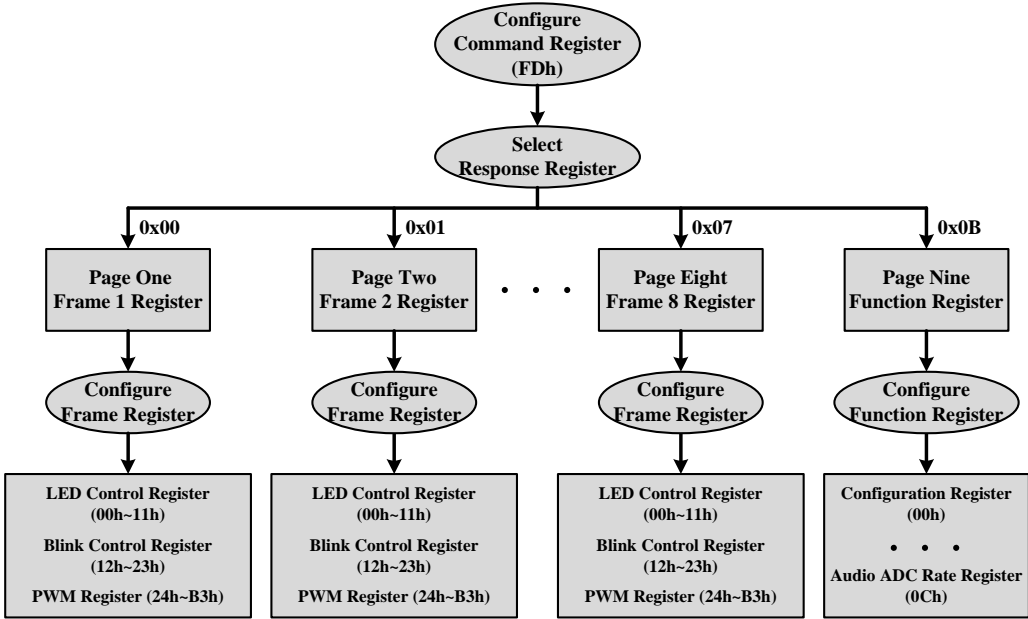 Configure
Command Register
(FDh)
Select
Response Register
0x00
0x01
0x07
0x0B
Page One
Frame 1 Register
Page Two
Frame 2 Register
• • •
Page Eight
Frame 8 Register
Page Nine
Function Register
Configure
Frame Register
Configure
Frame Register
Configure
Frame Register
Configure
Function Register
LED Control Register
(00h~11h)
Blink Control Register
(12h~23h)
PWM Register (24h~B3h)
LED Control Register
(00h~11h)
Blink Control Register
(12h~23h)
PWM Register (24h~B3h)
LED Control Register
(00h~11h)
Blink Control Register
(12h~23h)
PWM Register (24h~B3h)
Configuration Register
(00h)
• • •
Audio ADC Rate Register
(0Ch)